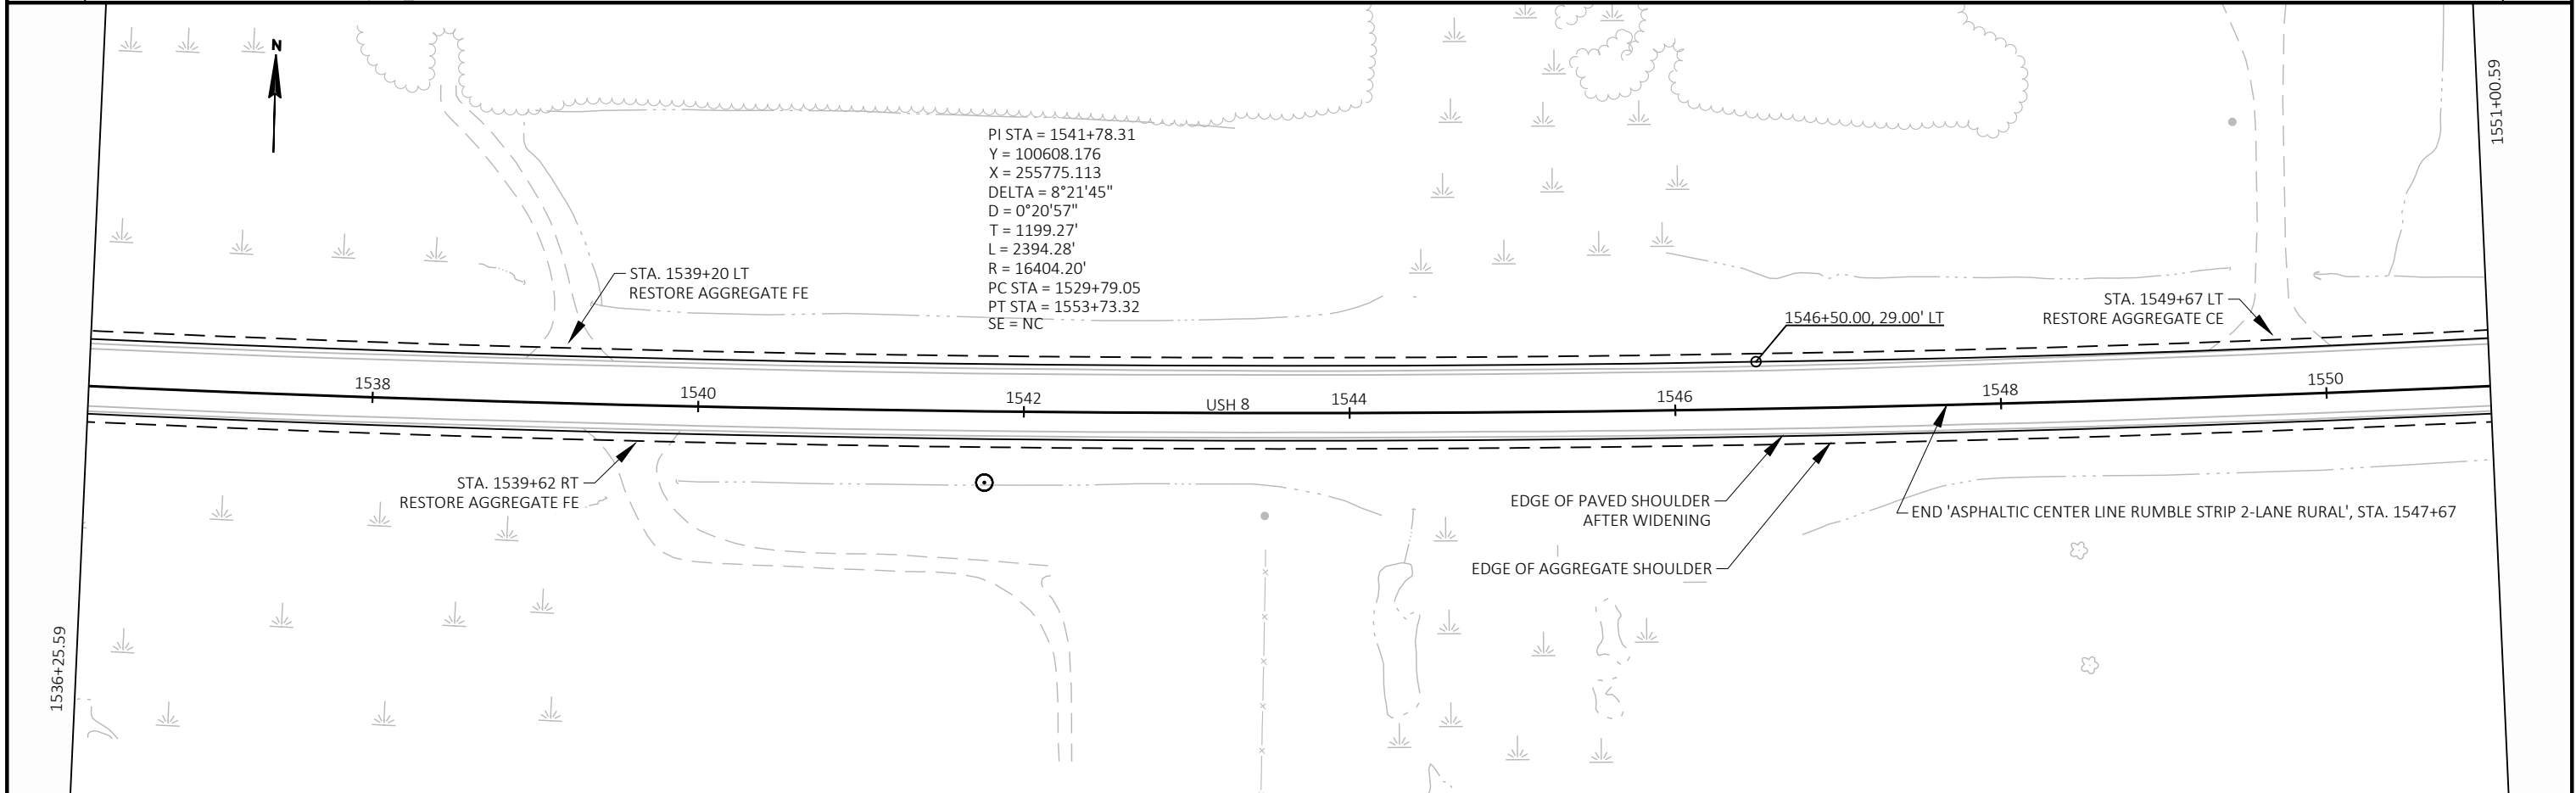 N
PI STA = 1541+78.31
Y = 100608.176
X = 255775.113
DELTA = 8°21'45"
D = 0°20'57"
T = 1199.27'
L = 2394.28'
R = 16404.20'
PC STA = 1529+79.05
PT STA = 1553+73.32
SE = NC
1551+00.59
STA. 1539+20 LT
RESTORE AGGREGATE FE
1546+50.00, 29.00' LT
STA. 1549+67 LT
RESTORE AGGREGATE CE
1538
1540
1542
USH 8
1544
1546
1548
1550
STA. 1539+62 RT
RESTORE AGGREGATE FE
EDGE OF PAVED SHOULDER
AFTER WIDENING
END 'ASPHALTIC CENTER LINE RUMBLE STRIP 2-LANE RURAL', STA. 1547+67
EDGE OF AGGREGATE SHOULDER
1536+25.59